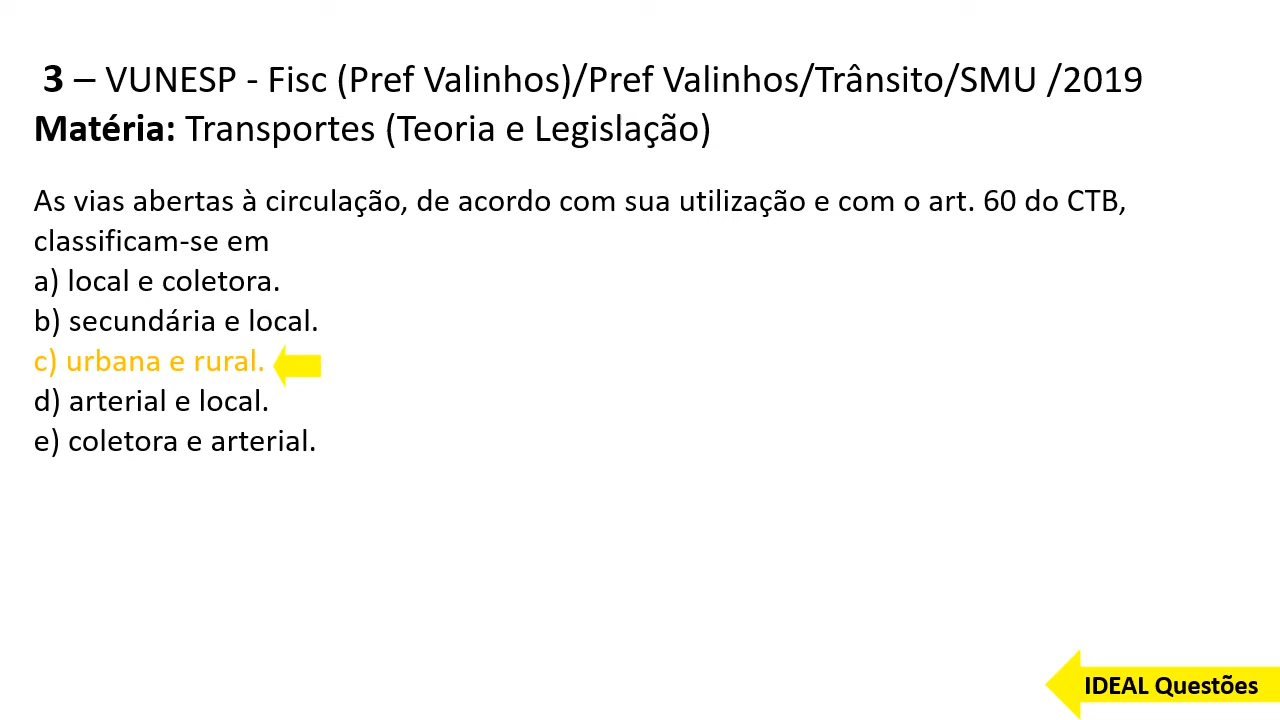 3 – VUNESP - Fisc (Pref Valinhos)/Pref Valinhos/Trânsito/SMU /2019
Matéria: Transportes (Teoria e Legislação)
As vias abertas à circulação, de acordo com sua utilização e com o art. 60 do CTB,
classificam-se em
a) local e coletora.
b) secundária e local.
c) urbana e rural.
d) arterial e local.
e) coletora e arterial.
IDEAL Questões